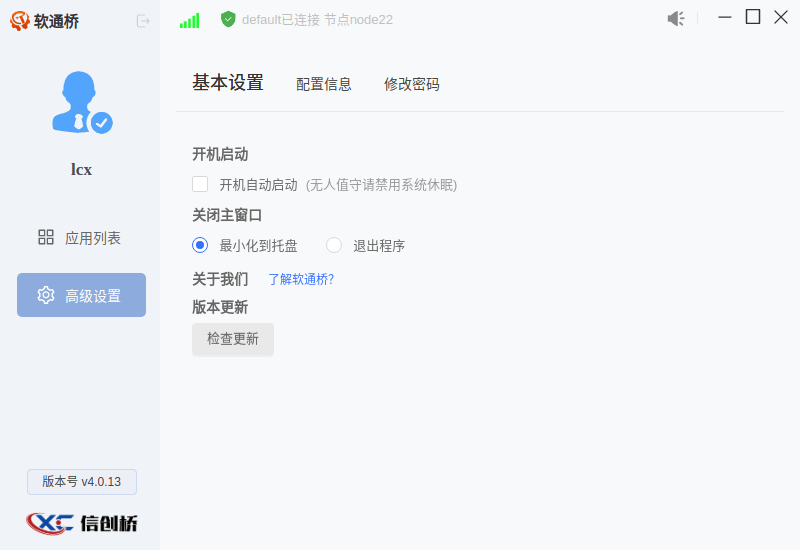 软通桥
default已连接 节点node22
基本设置 配置信息 修改密码
lcx
应用列表
高级设置
开机启动
开机自动启动 (无人值守请禁用系统休眠)
关闭主窗口
最小化到托盘 退出程序
关于我们 了解软通桥?
版本更新
检查更新
版本号 v4.0.13
XC 信创桥